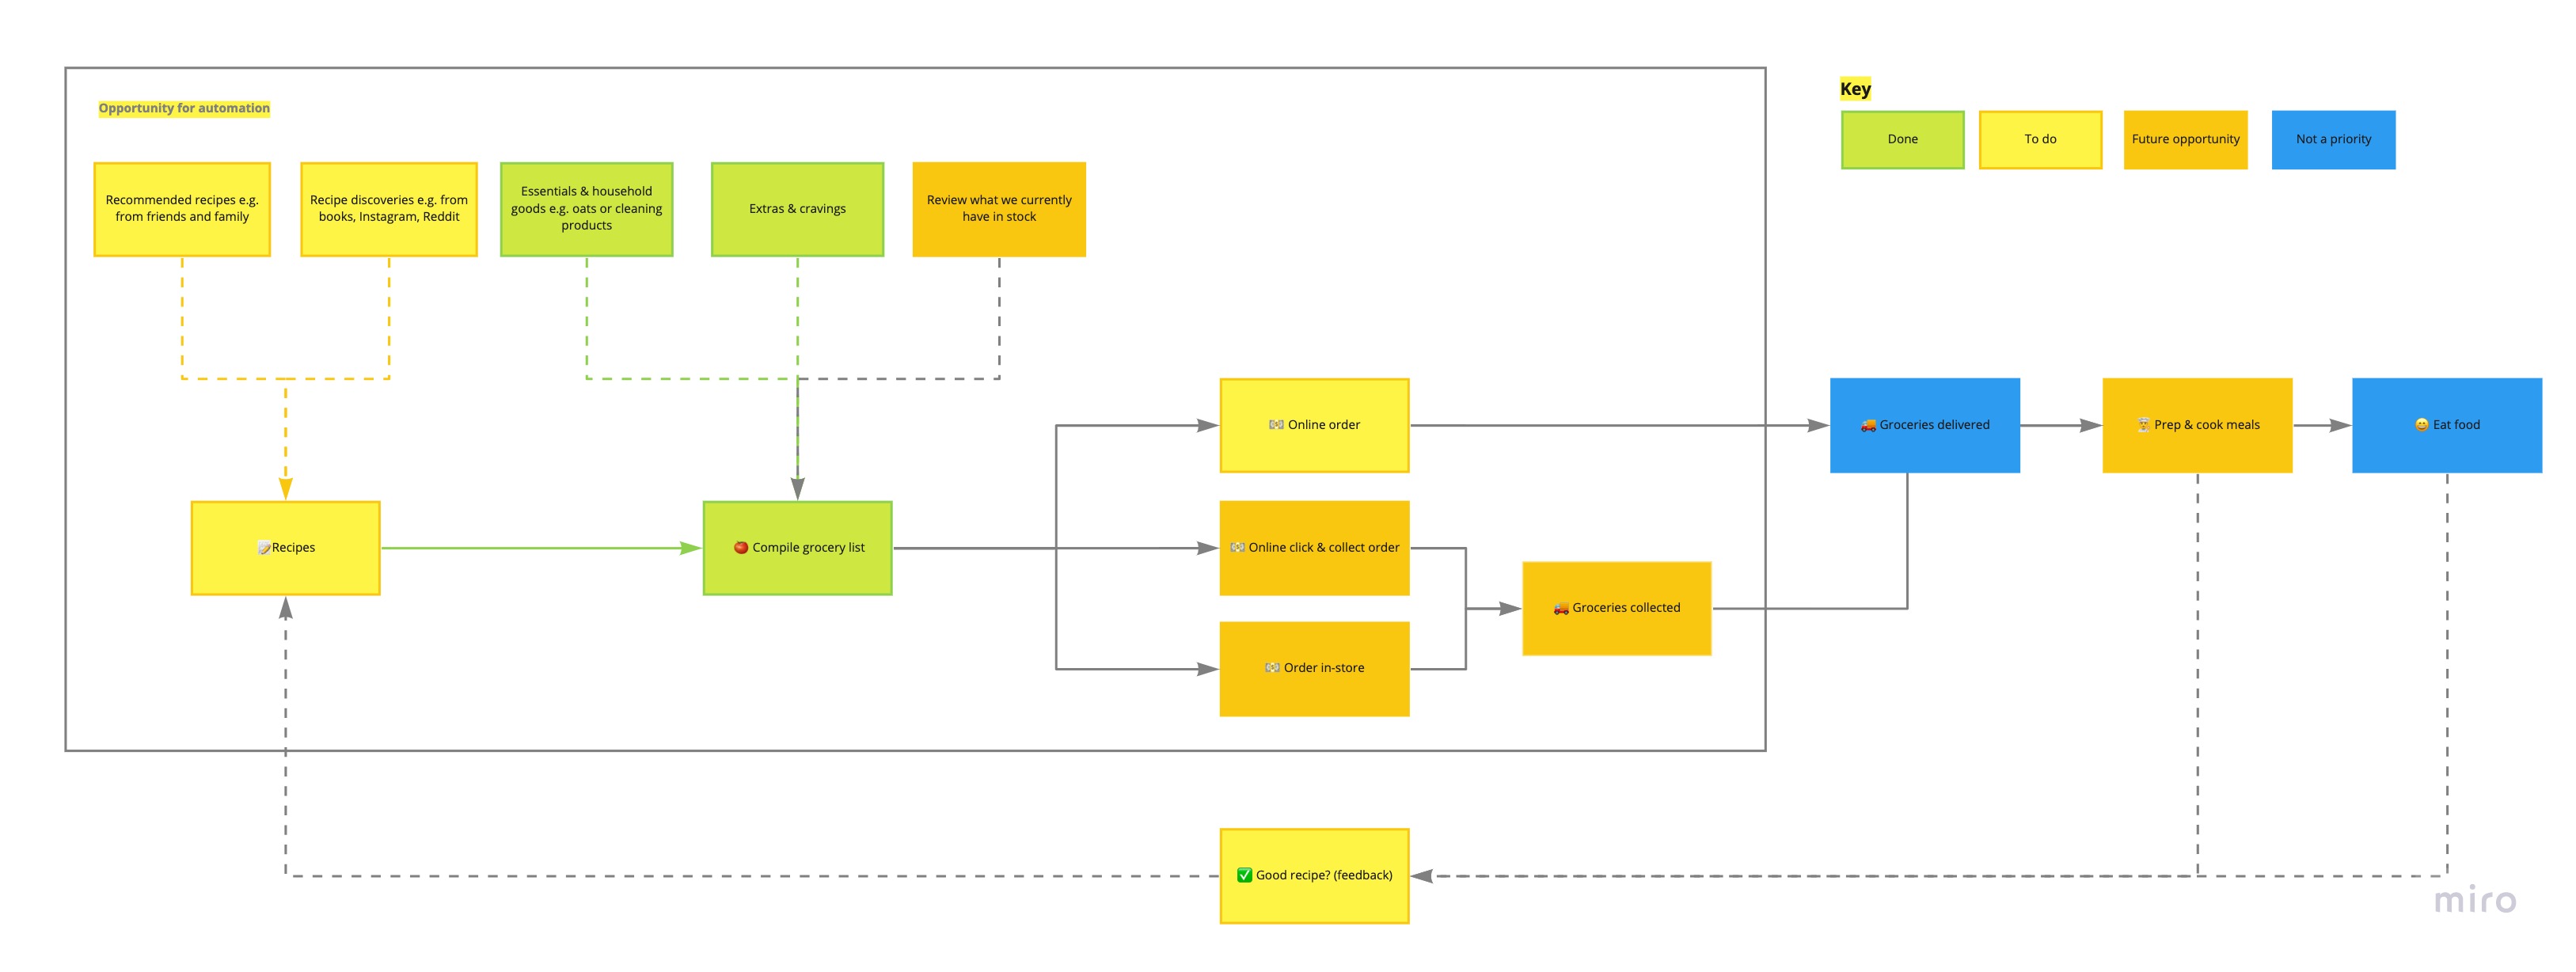 Opportunity for automation
Key
Done
To do
Future opportunity
Not a priority
Recommended recipes e.g.
from friends and family
Recipe discoveries e.g. from
books, Instagram, Reddit
Essentials & household
goods e.g. oats or cleaning
products
Extras & cravings
Review what we currently
have in stock
💵 Online order
🚚 Groceries delivered
👨‍🍳 Prep & cook meals
😄 Eat food
📝Recipes
🍅 Compile grocery list
💵 Online click & collect order
🚚 Groceries collected
💵 Order in-store
✅ Good recipe? (feedback)
miro